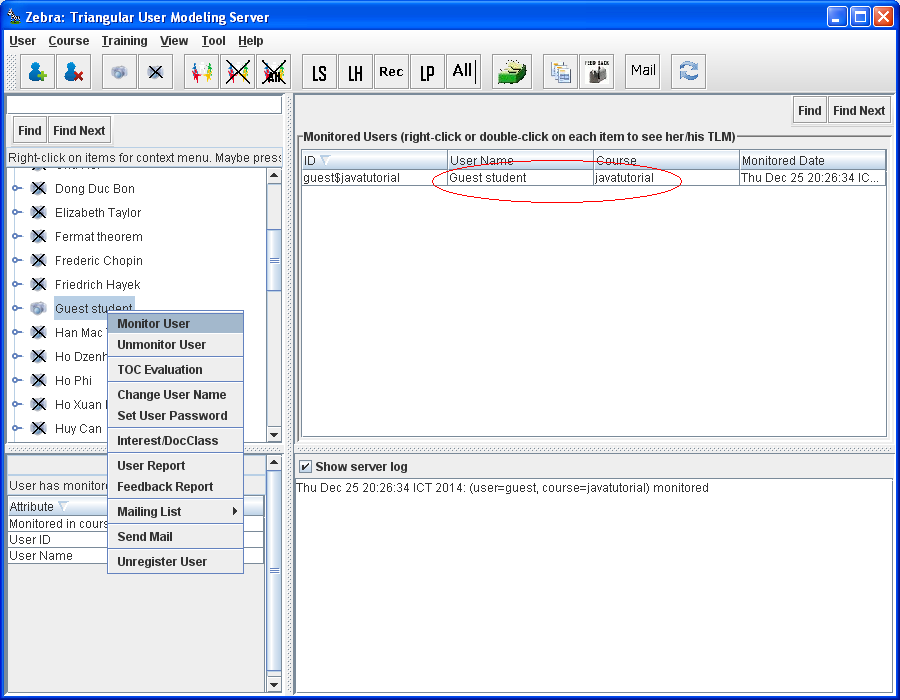 Zebra: Triangular User Modeling Server
User Course Training View Tool Help
LS LH Rec LP All Mail
Find Find Next
Right-click on items for context menu. Maybe press
Dong Duc Bon
Elizabeth Taylor
Fermat theorem
Frederic Chopin
Friedrich Hayek
Guest student
Han Mac
Ho Dzenh
Ho Phi
Ho Xuan
Huy Can
Monitor User
Unmonitor User
TOC Evaluation
Change User Name
Set User Password
Interest/DocClass
User Report
Feedback Report
Mailing List
Send Mail
Unregister User
User has monitor
Attribute
Monitored in cours
User ID
User Name
Find Find Next
Monitored Users (right-click or double-click on each item to see her/his TLM)
ID User Name Course Monitored Date
guest$javatutorial Guest student javatutorial Thu Dec 25 20:26:34 IC...
Show server log
Thu Dec 25 20:26:34 ICT 2014: (user=guest, course=javatutorial) monitored